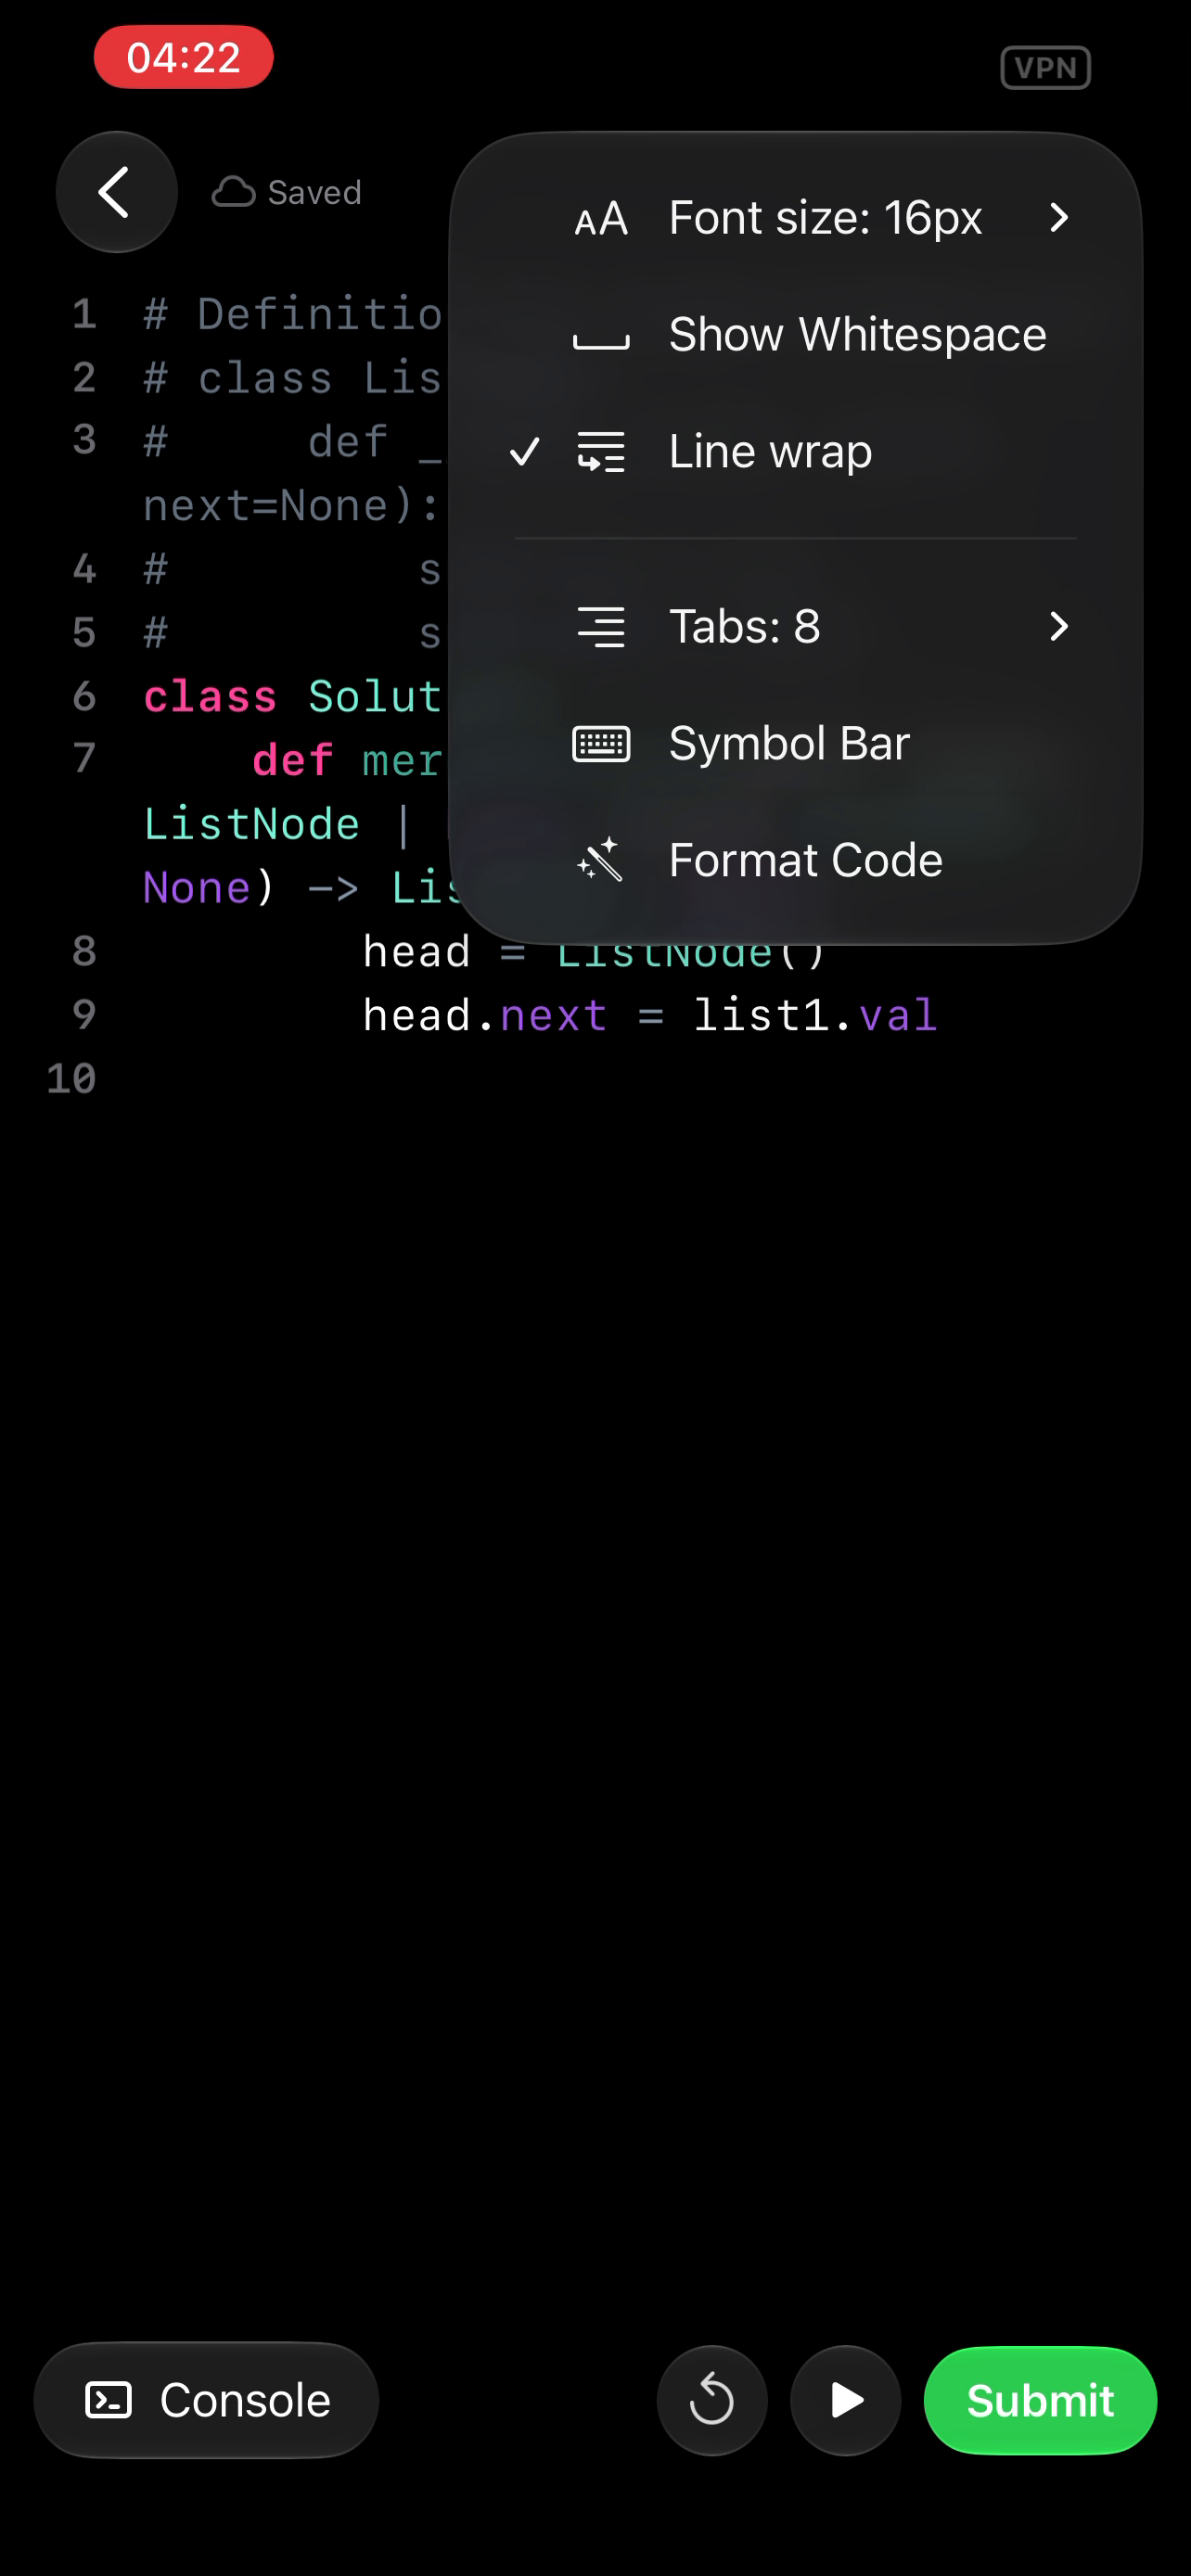 04:22
VPN
Saved
Font size: 16px
Show Whitespace
Line wrap
Tabs: 8
Symbol Bar
Format Code
1 # Definitio
2 # class Lis
3 #     def _
next=None):
4 #         s
5 #         s
6 class Solut
7     def mer
ListNode |
None) -> Lis
8         head = ListNode()
9         head.next = list1.val
10
Console
Submit